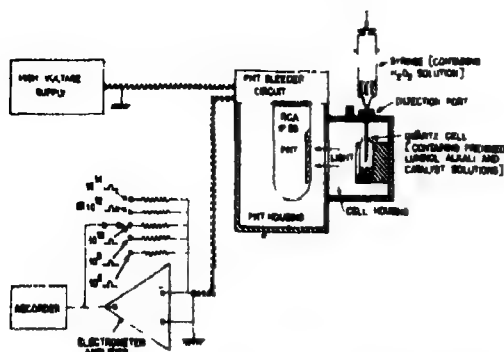 HIGH VOLTAGE
SUPPLY
PMT BLEEDER
CIRCUIT
RCA
PMT
PMT HOUSING
LIGHT
SYRINGE [CONTAINING
H₂O₂ SOLUTION]
INJECTION PORT
QUARTZ CELL
[CONTAINING PREMIXED
LUMINOL ALKALI AND
CATALYST SOLUTIONS]
CELL HOUSING
RECORDER
ELECTROMETER